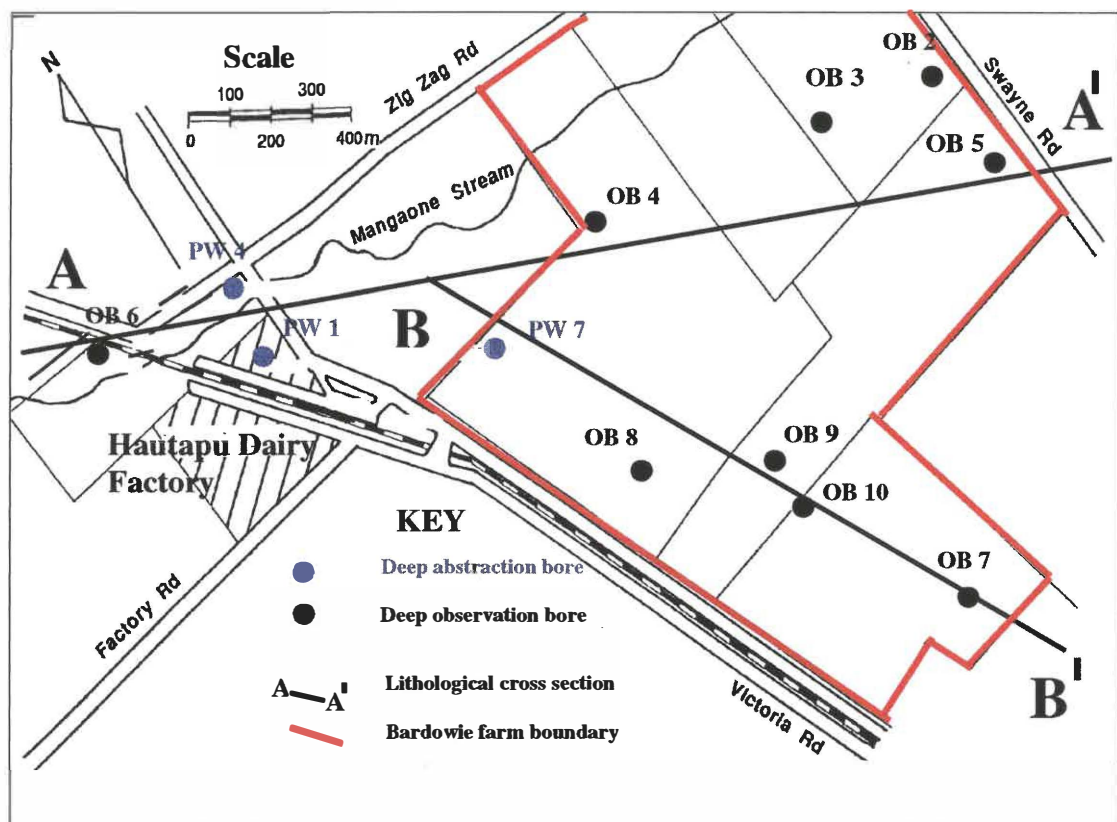 N
Scale
100 300
0 200 400m
Zig Zag Rd
Mangaone Stream
OB 2
OB 3
Swayne Rd
A'
OB 5
OB 4
PW 4
A
OB 6
PW 1
B
PW 7
Hautapu Dairy
Factory
OB 8
OB 9
OB 10
OB 7
B'
Factory Rd
Victoria Rd
KEY
Deep abstraction bore
Deep observation bore
A A' Lithological cross section
Bardowie farm boundary